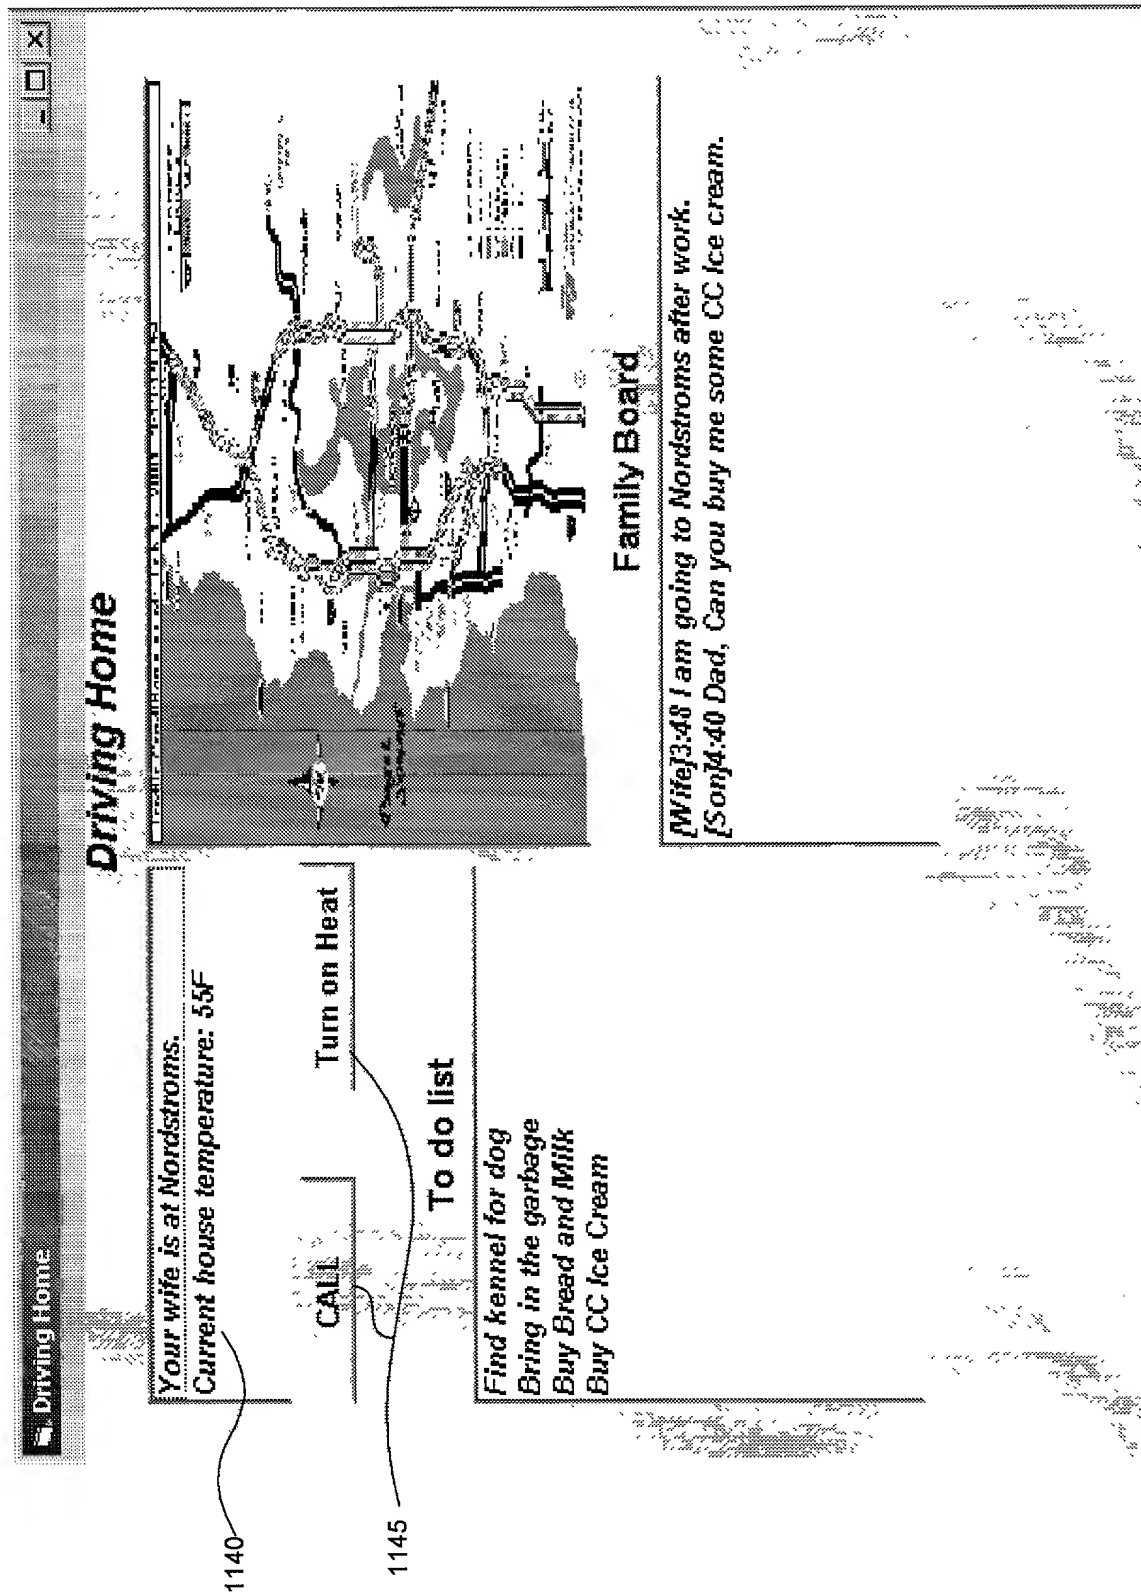 Driving Home
Driving Home
Your wife is at Nordstroms.
Current house temperature: 55F
CALL
Turn on Heat
To do list
Find kennel for dog
Bring in the garbage
Buy Bread and Milk
Buy CC Ice Cream
Family Board
[Wife]3:48 I am going to Nordstroms after work.
[Son]4:40 Dad, Can you buy me some CC Ice cream.
1140
1145